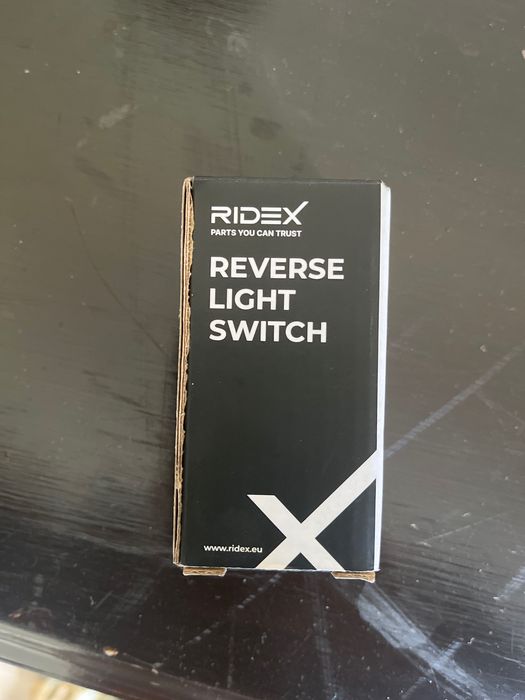 RIDEX
PARTS YOU CAN TRUST
REVERSE
LIGHT
SWITCH
www.ridex.eu